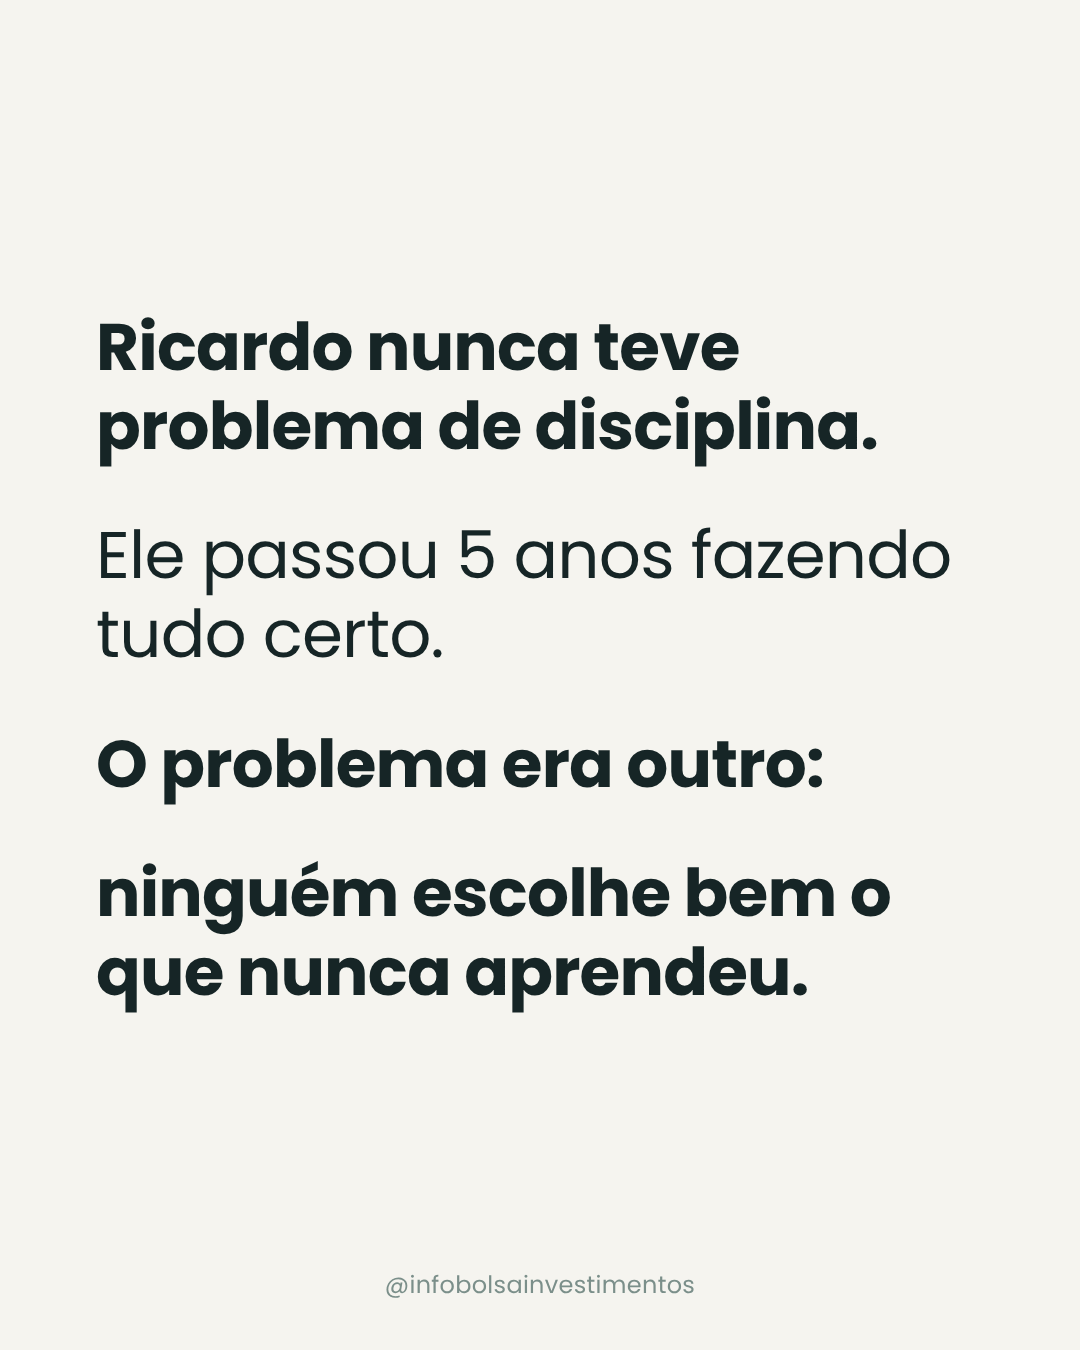 Ricardo nunca teve
problema de disciplina.
Ele passou 5 anos fazendo
tudo certo.
O problema era outro:
ninguém escolhe bem o
que nunca aprendeu.
@infobolsainvestimentos